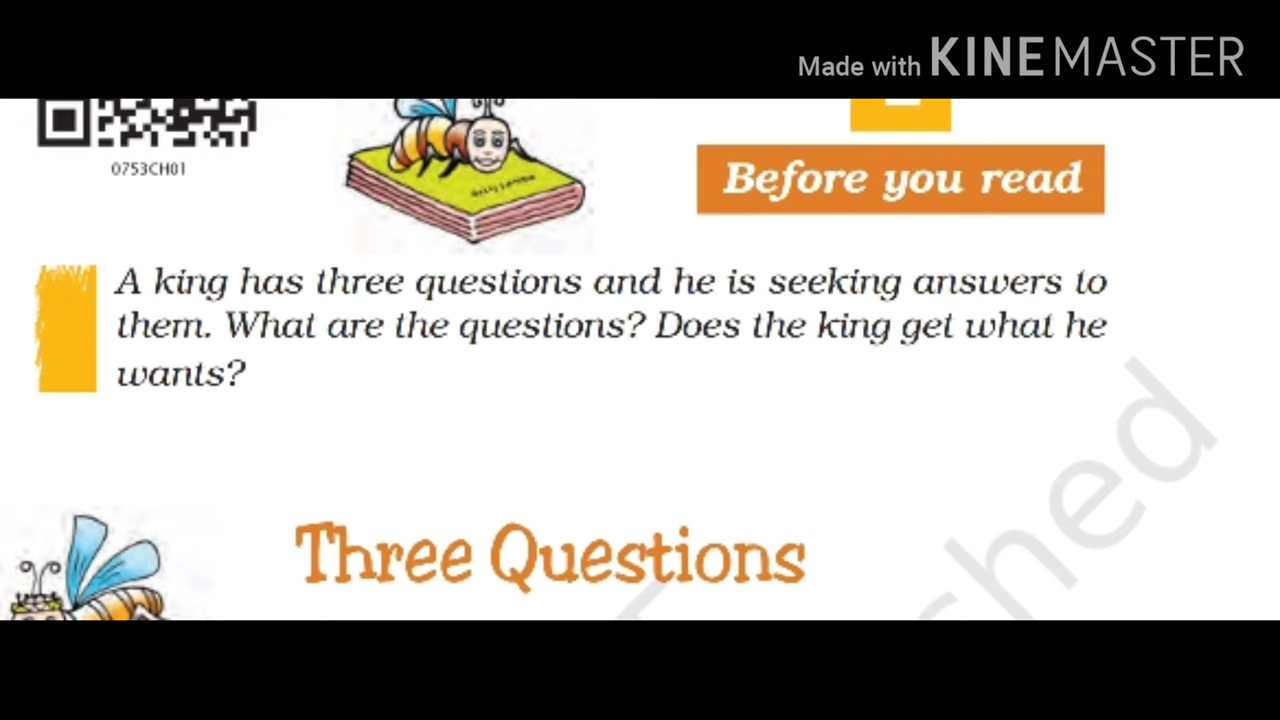 Made with KINEMASTER
0753CH01
Before you read
A king has three questions and he is seeking answers to
them. What are the questions? Does the king get what he
wants?
Three Questions
shed